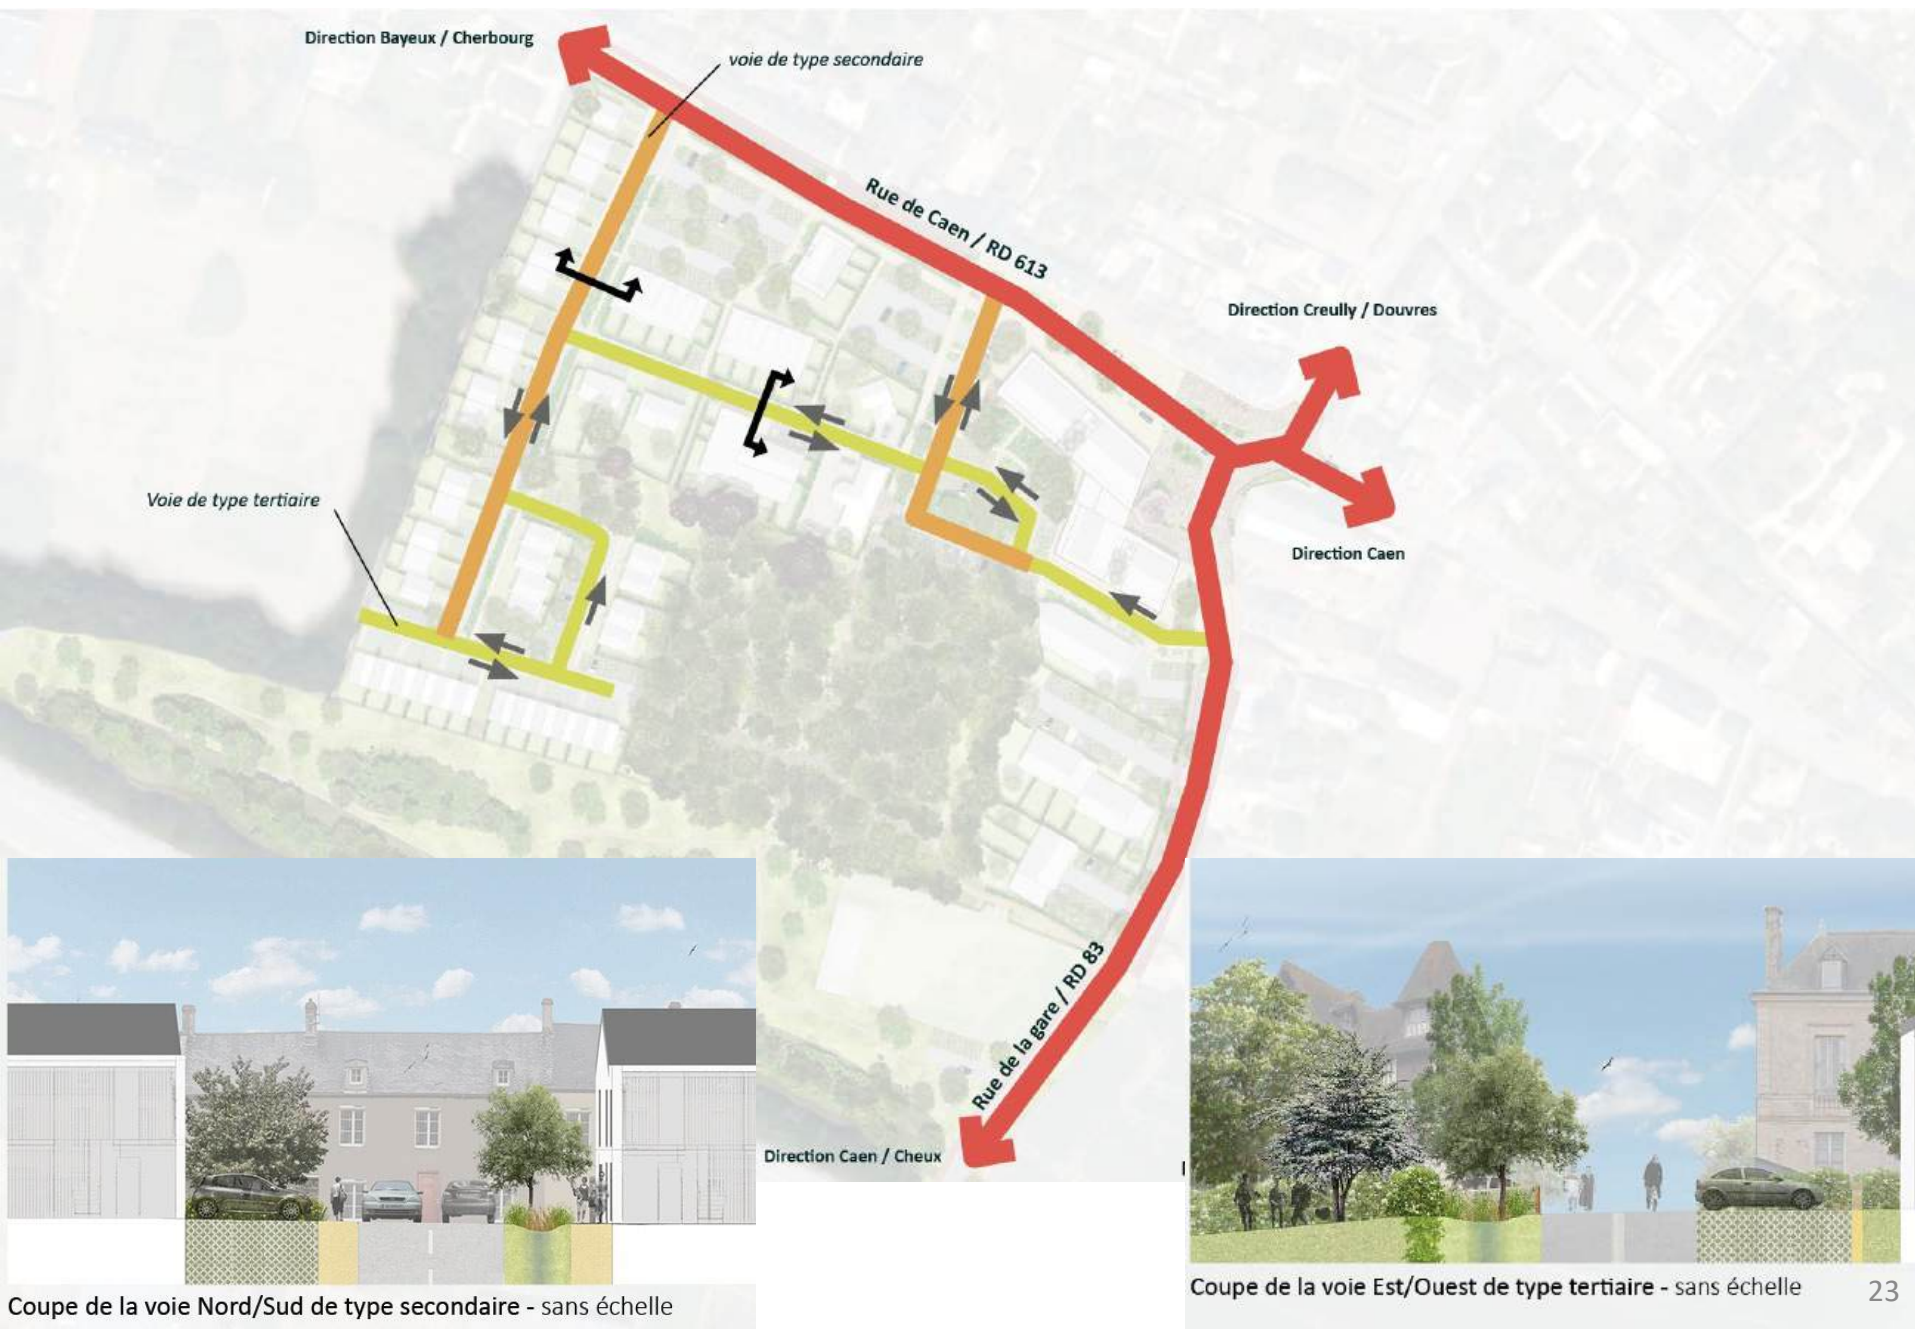 Direction Bayeux / Cherbourg
voie de type secondaire
Rue de Caen / RD 613
Direction Creully / Douvres
Voie de type tertiaire
Direction Caen
Rue de la gare / RD 83
Direction Caen / Cheux
Coupe de la voie Nord/Sud de type secondaire - sans échelle
Coupe de la voie Est/Ouest de type tertiaire - sans échelle
23